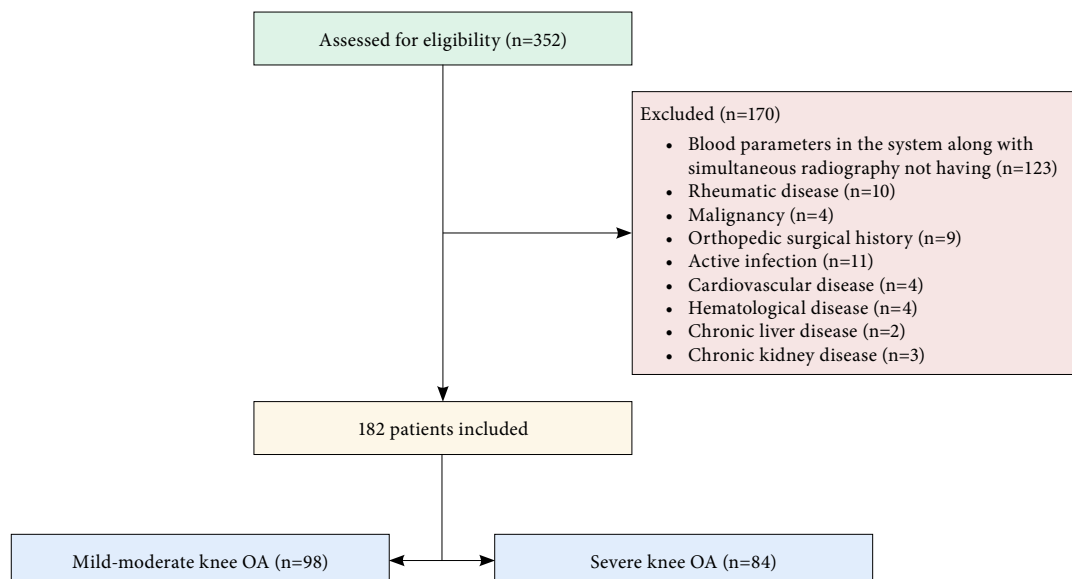 Assessed for eligibility (n=352)
Excluded (n=170)
• Blood parameters in the system along with
simultaneous radiography not having (n=123)
• Rheumatic disease (n=10)
• Malignancy (n=4)
• Orthopedic surgical history (n=9)
• Active infection (n=11)
• Cardiovascular disease (n=4)
• Hematological disease (n=4)
• Chronic liver disease (n=2)
• Chronic kidney disease (n=3)
182 patients included
Mild-moderate knee OA (n=98)
Severe knee OA (n=84)